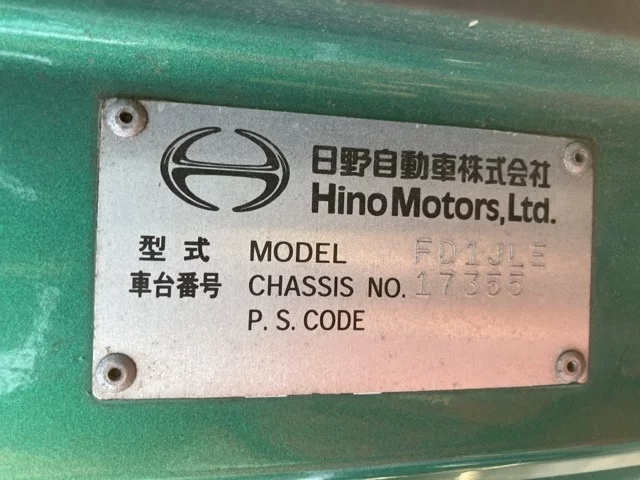 日野自動車株式会社
Hino Motors, Ltd.
型式 MODEL FD1JLE
車台番号 CHASSIS NO. 17355
P. S. CODE